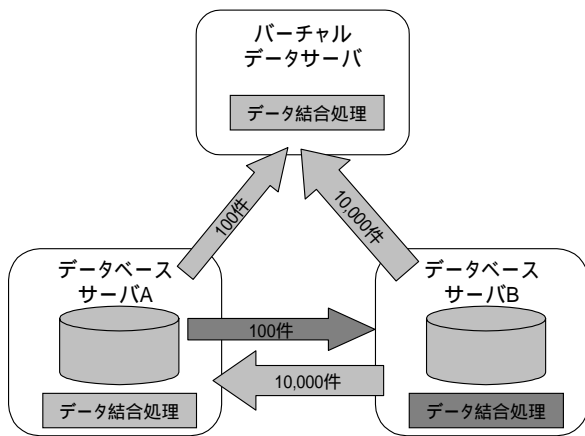 バーチャル
データサーバ
データ結合処理
100件
10,000件
データベース
サーバA
データベース
サーバB
100件
10,000件
データ結合処理
データ結合処理